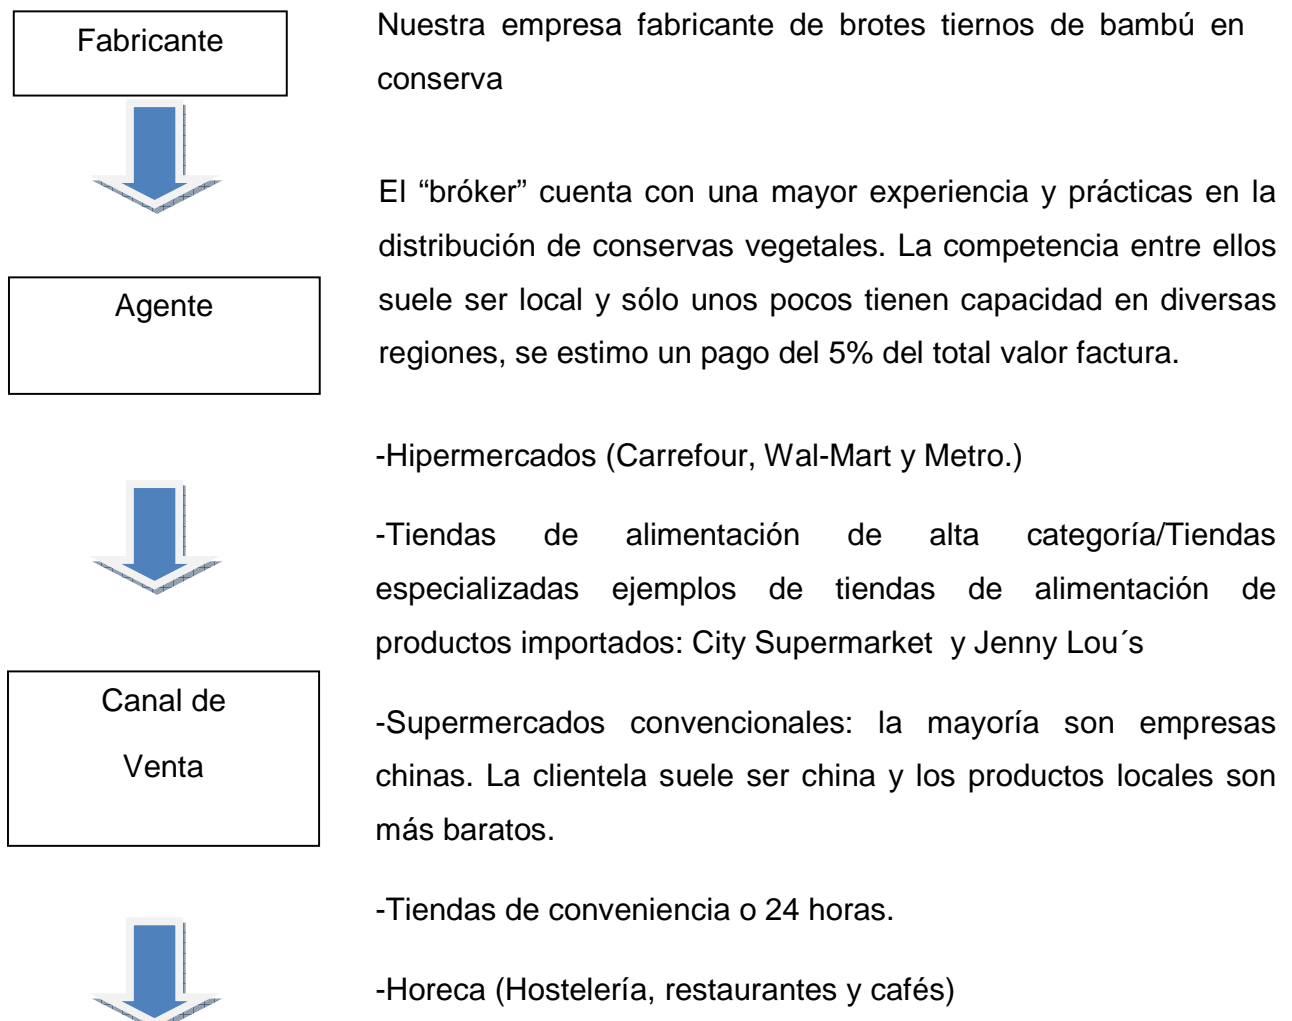 Fabricante
Nuestra empresa fabricante de brotes tiernos de bambú en
conserva
El “bróker” cuenta con una mayor experiencia y prácticas en la
distribución de conservas vegetales. La competencia entre ellos
suele ser local y sólo unos pocos tienen capacidad en diversas
regiones, se estimo un pago del 5% del total valor factura.
Agente
-Hipermercados (Carrefour, Wal-Mart y Metro.)
-Tiendas de alimentación de alta categoría/Tiendas
especializadas ejemplos de tiendas de alimentación de
productos importados: City Supermarket y Jenny Lou´s
Canal de
Venta
-Supermercados convencionales: la mayoría son empresas
chinas. La clientela suele ser china y los productos locales son
más baratos.
-Tiendas de conveniencia o 24 horas.
-Horeca (Hostelería, restaurantes y cafés)